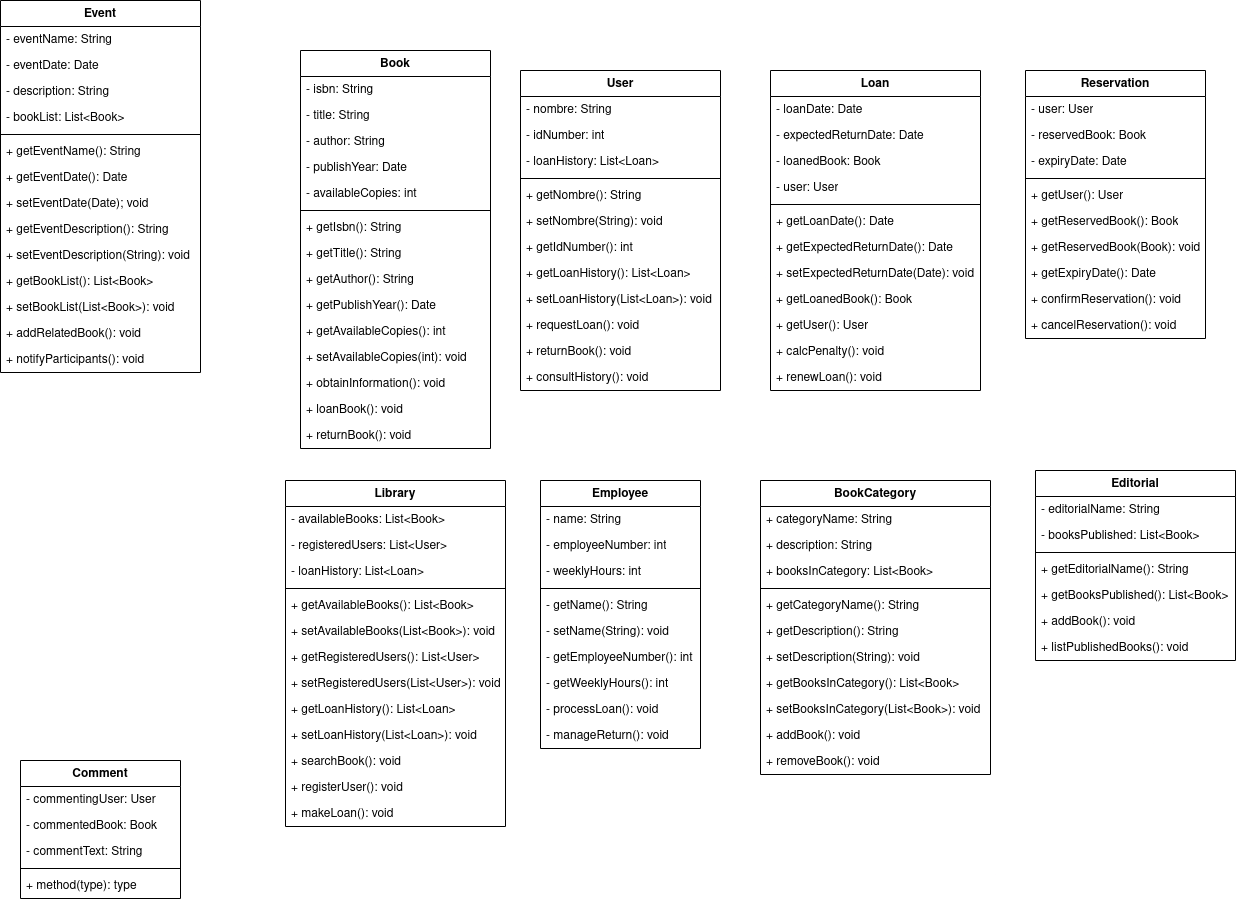 Event
- eventName: String
- eventDate: Date
- description: String
- bookList: List<Book>
+ getEventName(): String
+ getEventDate(): Date
+ setEventDate(Date); void
+ getEventDescription(): String
+ setEventDescription(String): void
+ getBookList(): List<Book>
+ setBookList(List<Book>): void
+ addRelatedBook(): void
+ notifyParticipants(): void
Book
- isbn: String
- title: String
- author: String
- publishYear: Date
- availableCopies: int
+ getIsbn(): String
+ getTitle(): String
+ getAuthor(): String
+ getPublishYear(): Date
+ getAvailableCopies(): int
+ setAvailableCopies(int): void
+ obtainInformation(): void
+ loanBook(): void
+ returnBook(): void
User
- nombre: String
- idNumber: int
- loanHistory: List<Loan>
+ getNombre(): String
+ setNombre(String): void
+ getIdNumber(): int
+ getLoanHistory(): List<Loan>
+ setLoanHistory(List<Loan>): void
+ requestLoan(): void
+ returnBook(): void
+ consultHistory(): void
Loan
- loanDate: Date
- expectedReturnDate: Date
- loanedBook: Book
- user: User
+ getLoanDate(): Date
+ getExpectedReturnDate(): Date
+ setExpectedReturnDate(Date): void
+ getLoanedBook(): Book
+ getUser(): User
+ calcPenalty(): void
+ renewLoan(): void
Reservation
- user: User
- reservedBook: Book
- expiryDate: Date
+ getUser(): User
+ getReservedBook(): Book
+ getReservedBook(Book): void
+ getExpiryDate(): Date
+ confirmReservation(): void
+ cancelReservation(): void
Library
- availableBooks: List<Book>
- registeredUsers: List<User>
- loanHistory: List<Loan>
+ getAvailableBooks(): List<Book>
+ setAvailableBooks(List<Book>): void
+ getRegisteredUsers(): List<User>
+ setRegisteredUsers(List<User>): void
+ getLoanHistory(): List<Loan>
+ setLoanHistory(List<Loan>): void
+ searchBook(): void
+ registerUser(): void
+ makeLoan(): void
Employee
- name: String
- employeeNumber: int
- weeklyHours: int
- getName(): String
- setName(String): void
- getEmployeeNumber(): int
- getWeeklyHours(): int
- processLoan(): void
- manageReturn(): void
BookCategory
+ categoryName: String
+ description: String
+ booksInCategory: List<Book>
+ getCategoryName(): String
+ getDescription(): String
+ setDescription(String): void
+ getBooksInCategory(): List<Book>
+ setBooksInCategory(List<Book>): void
+ addBook(): void
+ removeBook(): void
Editorial
- editorialName: String
- booksPublished: List<Book>
+ getEditorialName(): String
+ getBooksPublished(): List<Book>
+ addBook(): void
+ listPublishedBooks(): void
Comment
- commentingUser: User
- commentedBook: Book
- commentText: String
+ method(type): type